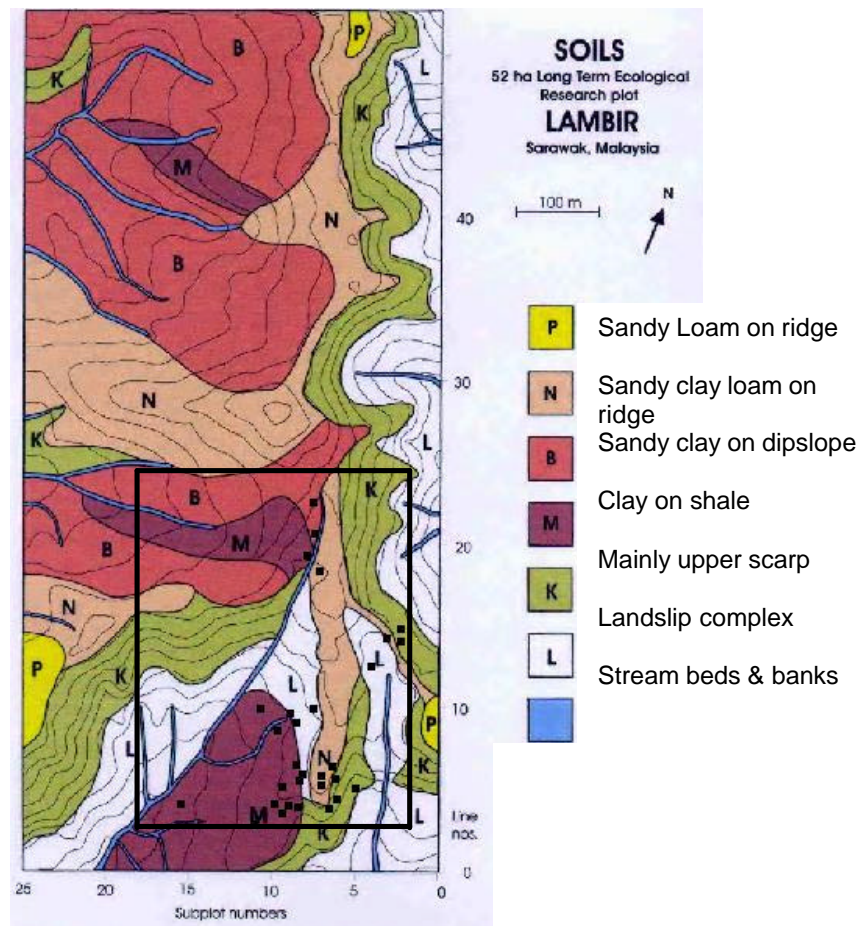 SOILS
52 ha Long Term Ecological
Research plot
LAMBIR
Sarawak, Malaysia
100 m
N
P
Sandy Loam on ridge
N
Sandy clay loam on
ridge
B
Sandy clay on dipslope
M
Clay on shale
Mainly upper scarp
K
Landslip complex
L
Stream beds & banks
P
B
L
K
K
M
N
40
B
30
N
K
L
B
K
M
20
B
N
P
K
L
L
10
P
L
N
K
L
M
K
Line
nos.
0
25
20
15
10
5
0
Subplot numbers